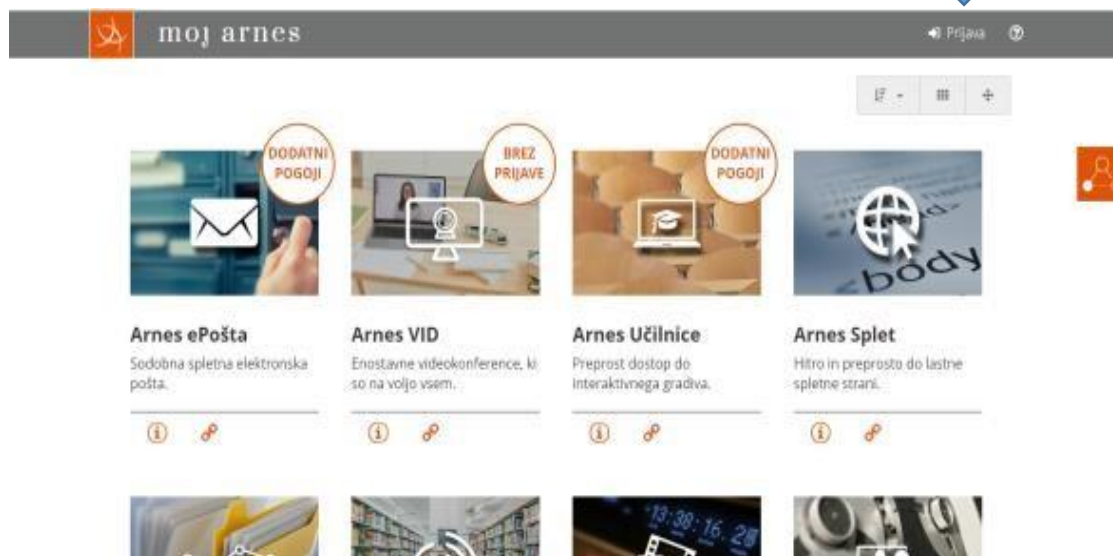 moj arnes
Prijava
DODATNI
POGOJI
BREZ
PRIJAVE
DODATNI
POGOJI
body
Arnes ePošta
Sodobna spletna elektronska
pošta.
Arnes VID
Enostavne videokonference, ki
so na voljo vsem.
Arnes Učilnice
Preprost dostop do
interaktivnega gradiva.
Arnes Splet
Hitro in preprosto do lastne
spletne strani.
13:38:16.28